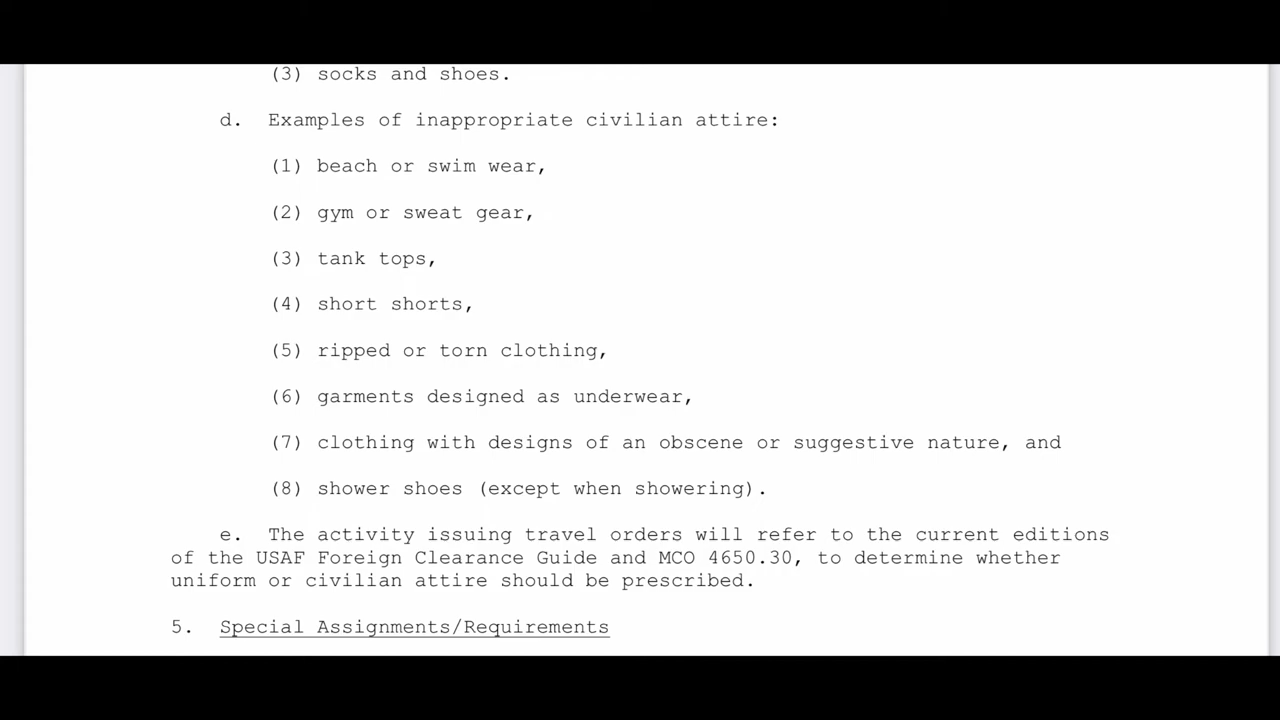 (3) socks and shoes.
d. Examples of inappropriate civilian attire:
(1) beach or swim wear,
(2) gym or sweat gear,
(3) tank tops,
(4) short shorts,
(5) ripped or torn clothing,
(6) garments designed as underwear,
(7) clothing with designs of an obscene or suggestive nature, and
(8) shower shoes (except when showering).
e. The activity issuing travel orders will refer to the current editions
of the USAF Foreign Clearance Guide and MCO 4650.30, to determine whether
uniform or civilian attire should be prescribed.
5. Special Assignments/Requirements